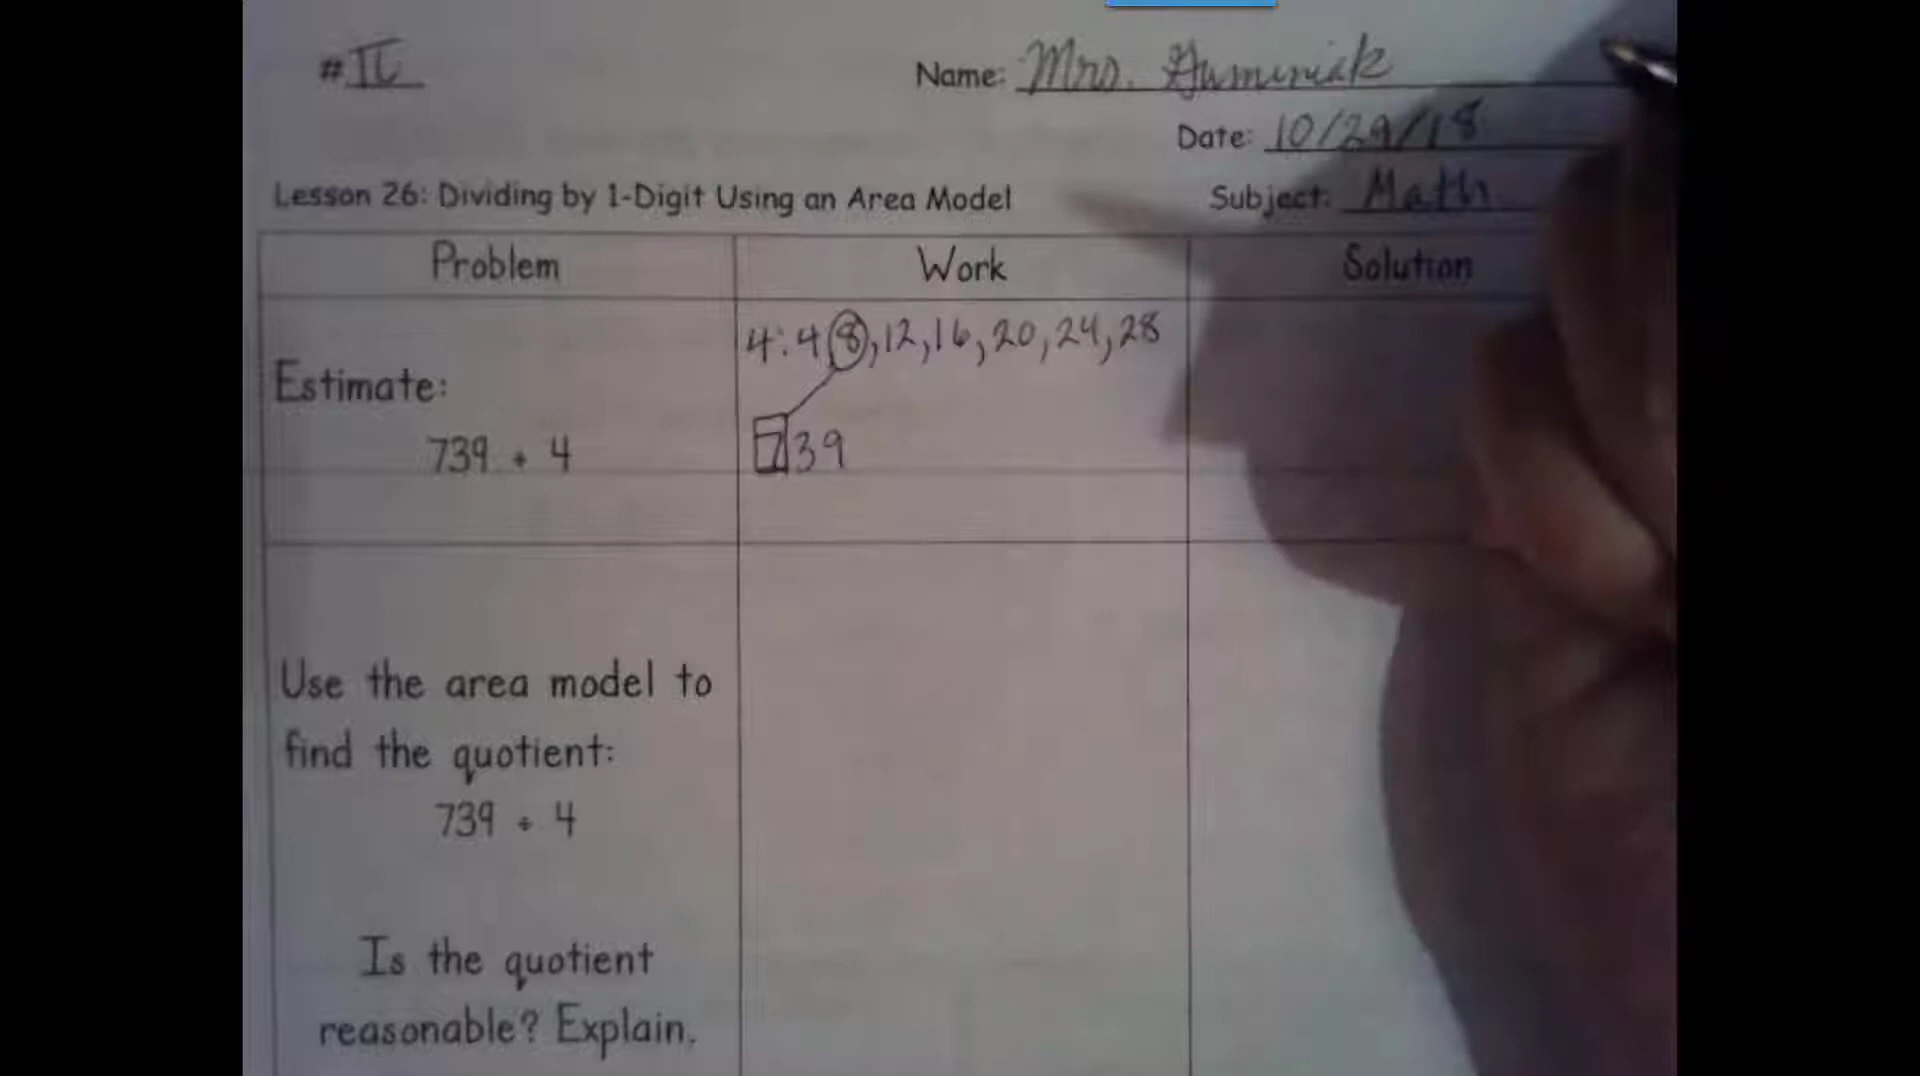 #II
Name: Mrs. Guminiak
Date: 10/29/18
Lesson 26: Dividing by 1-Digit Using an Area Model
Subject: Math
Problem
Work
Solution
4:4,8,12,16,20,24,28
Estimate:
739 ÷ 4
739
Use the area model to
find the quotient:
739 ÷ 4
Is the quotient
reasonable? Explain.